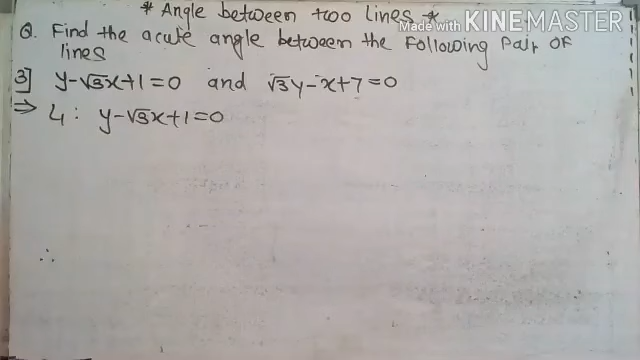 * Angle between two lines *
Made with KINEMASTER
Q. Find the acute angle between the following pair of
lines
3] y-√3x+1=0 and √3y-x+7=0
⇒ L₁ : y-√3x+1=0
∴